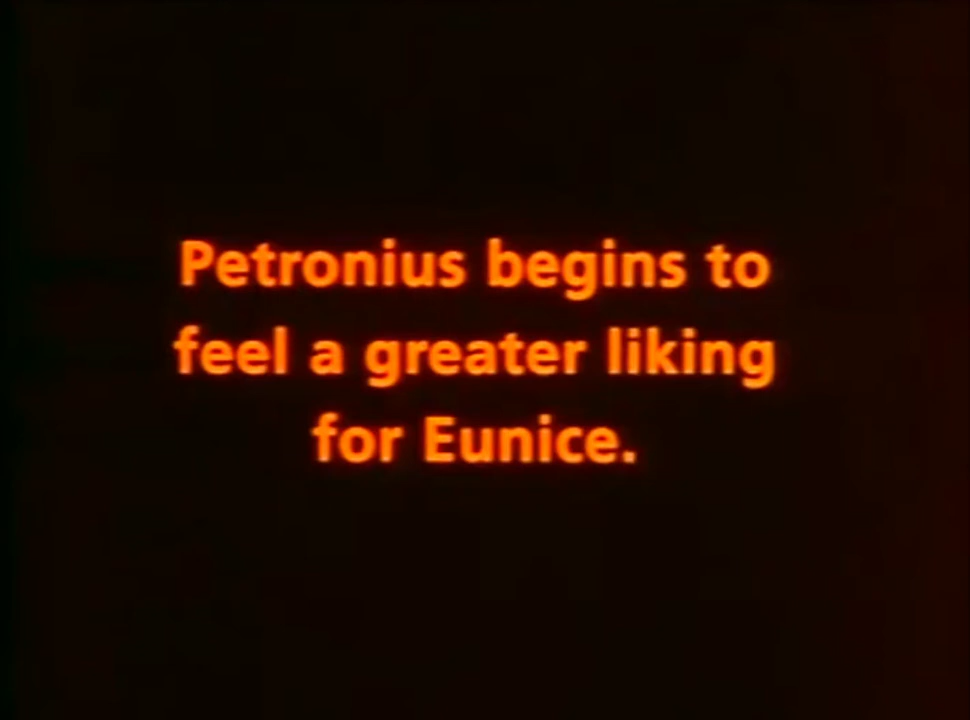 Petronius begins to
feel a greater liking
for Eunice.